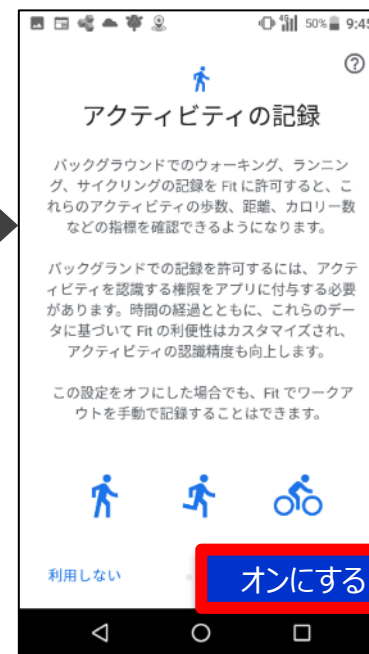 50% 9:45
アクティビティの記録
バックグラウンドでのウォーキング、ランニン
グ、サイクリングの記録を Fit に許可すると、こ
れらのアクティビティの歩数、距離、カロリー数
などの指標を確認できるようになります。
バックグランドでの記録を許可するには、アクテ
ィビティを認識する権限をアプリに付与する必要
があります。時間の経過とともに、これらのデー
タに基づいて Fit の利便性はカスタマイズされ、
アクティビティの認識精度も向上します。
この設定をオフにした場合でも、Fit でワークア
ウトを手動で記録することはできます。
利用しない オンにする